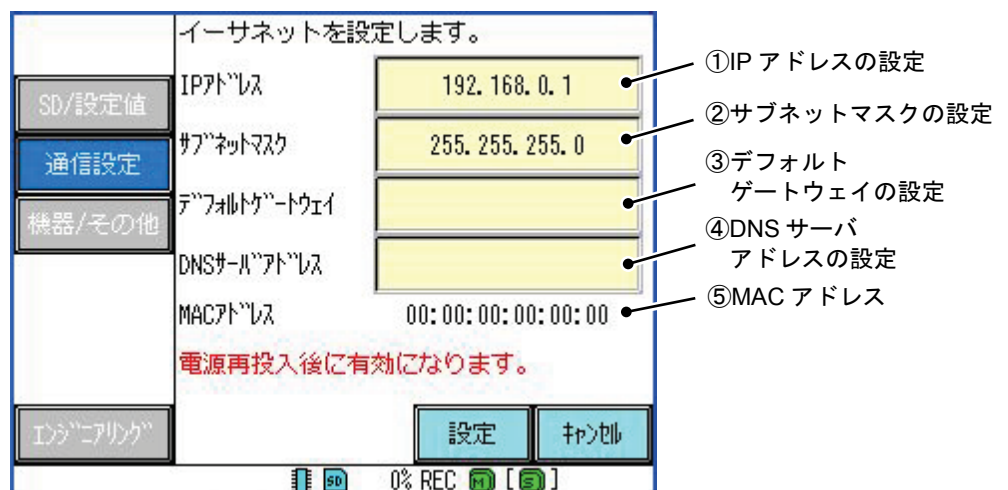 イーサネットを設定します。
SD/設定値
通信設定
機器/その他
エンジニアリング
IPアドレス
192.168.0.1
サブネットマスク
255.255.255.0
デフォルトゲートウェイ
DNSサーバアドレス
MACアドレス
00:00:00:00:00:00
電源再投入後に有効になります。
設定
キャンセル
SD 0% REC M [S]
①IP アドレスの設定
②サブネットマスクの設定
③デフォルト
ゲートウェイの設定
④DNS サーバ
アドレスの設定
⑤MAC アドレス